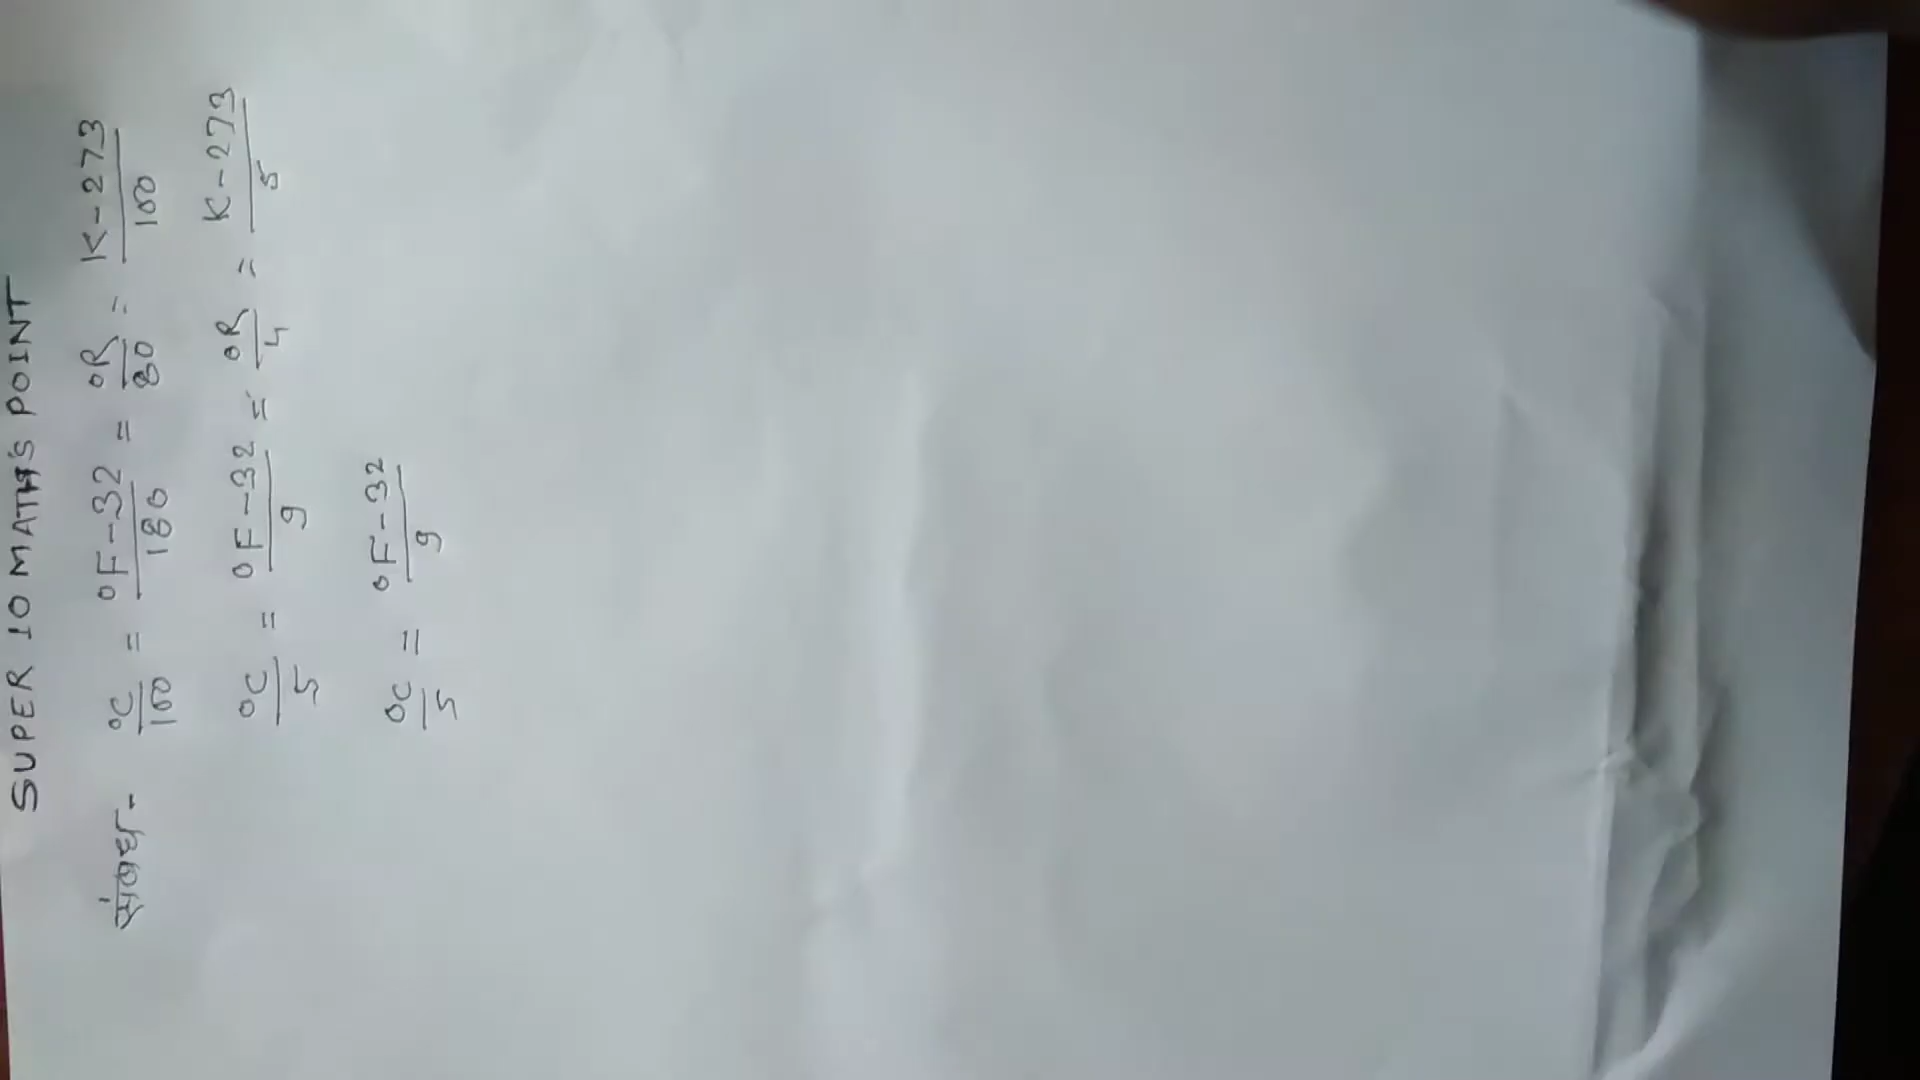 SUPER 10 MATHS POINT
संबंध- °C/100 = °F-32/180 = °R/80 = K-273/100
°C/5 = °F-32/9 = °R/4 = K-273/5
°C/5 = °F-32/9